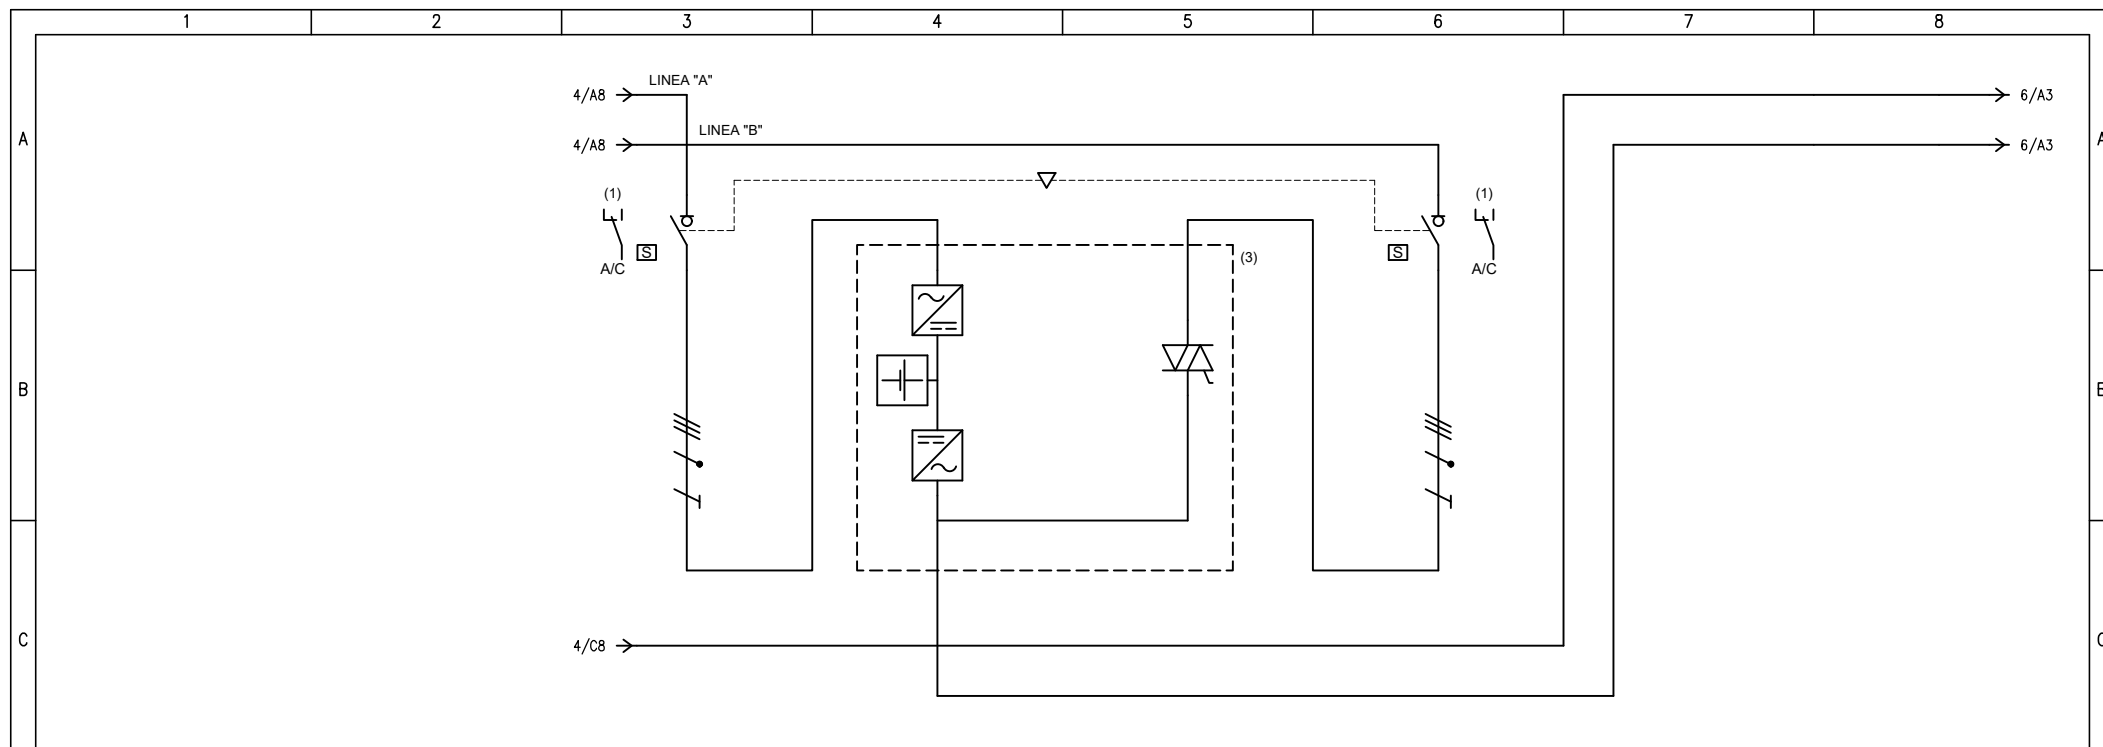 1 2 3 4 5 6 7 8
LINEA "A"
4/A8 6/A3
LINEA "B"
A 4/A8 6/A3 A
(1) (1)
S S
(3)
A/C A/C
B B
C 4/C8 C